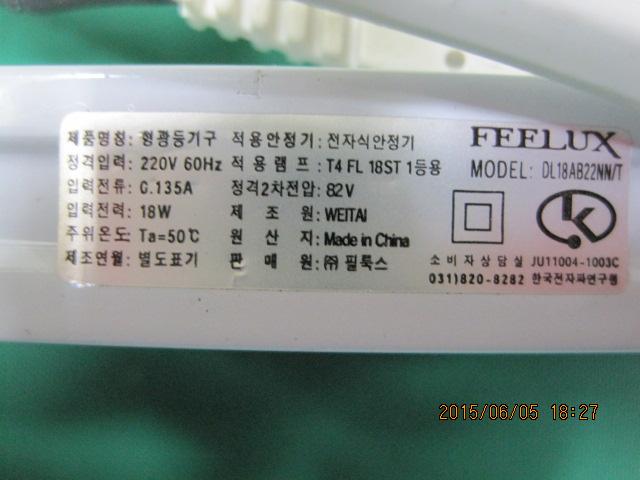 제품명칭: 형광등기구 적용안정기: 전자식안정기 FEELUX
정격입력: 220V 60Hz 적용램프: T4 FL 18ST 1등용 MODEL: DL18AB22NN/T
입력전류: 0.135A 정격2차전압: 82V
입력전력: 18W 제조원: WEITAI
주위온도: Ta=50℃ 원산지: Made in China
제조연월: 별도표기 판매원: ㈜필룩스
소비자상담실 JU11004-1003C
031)820-8282 한국전자파연구원
2015/06/05 18:27